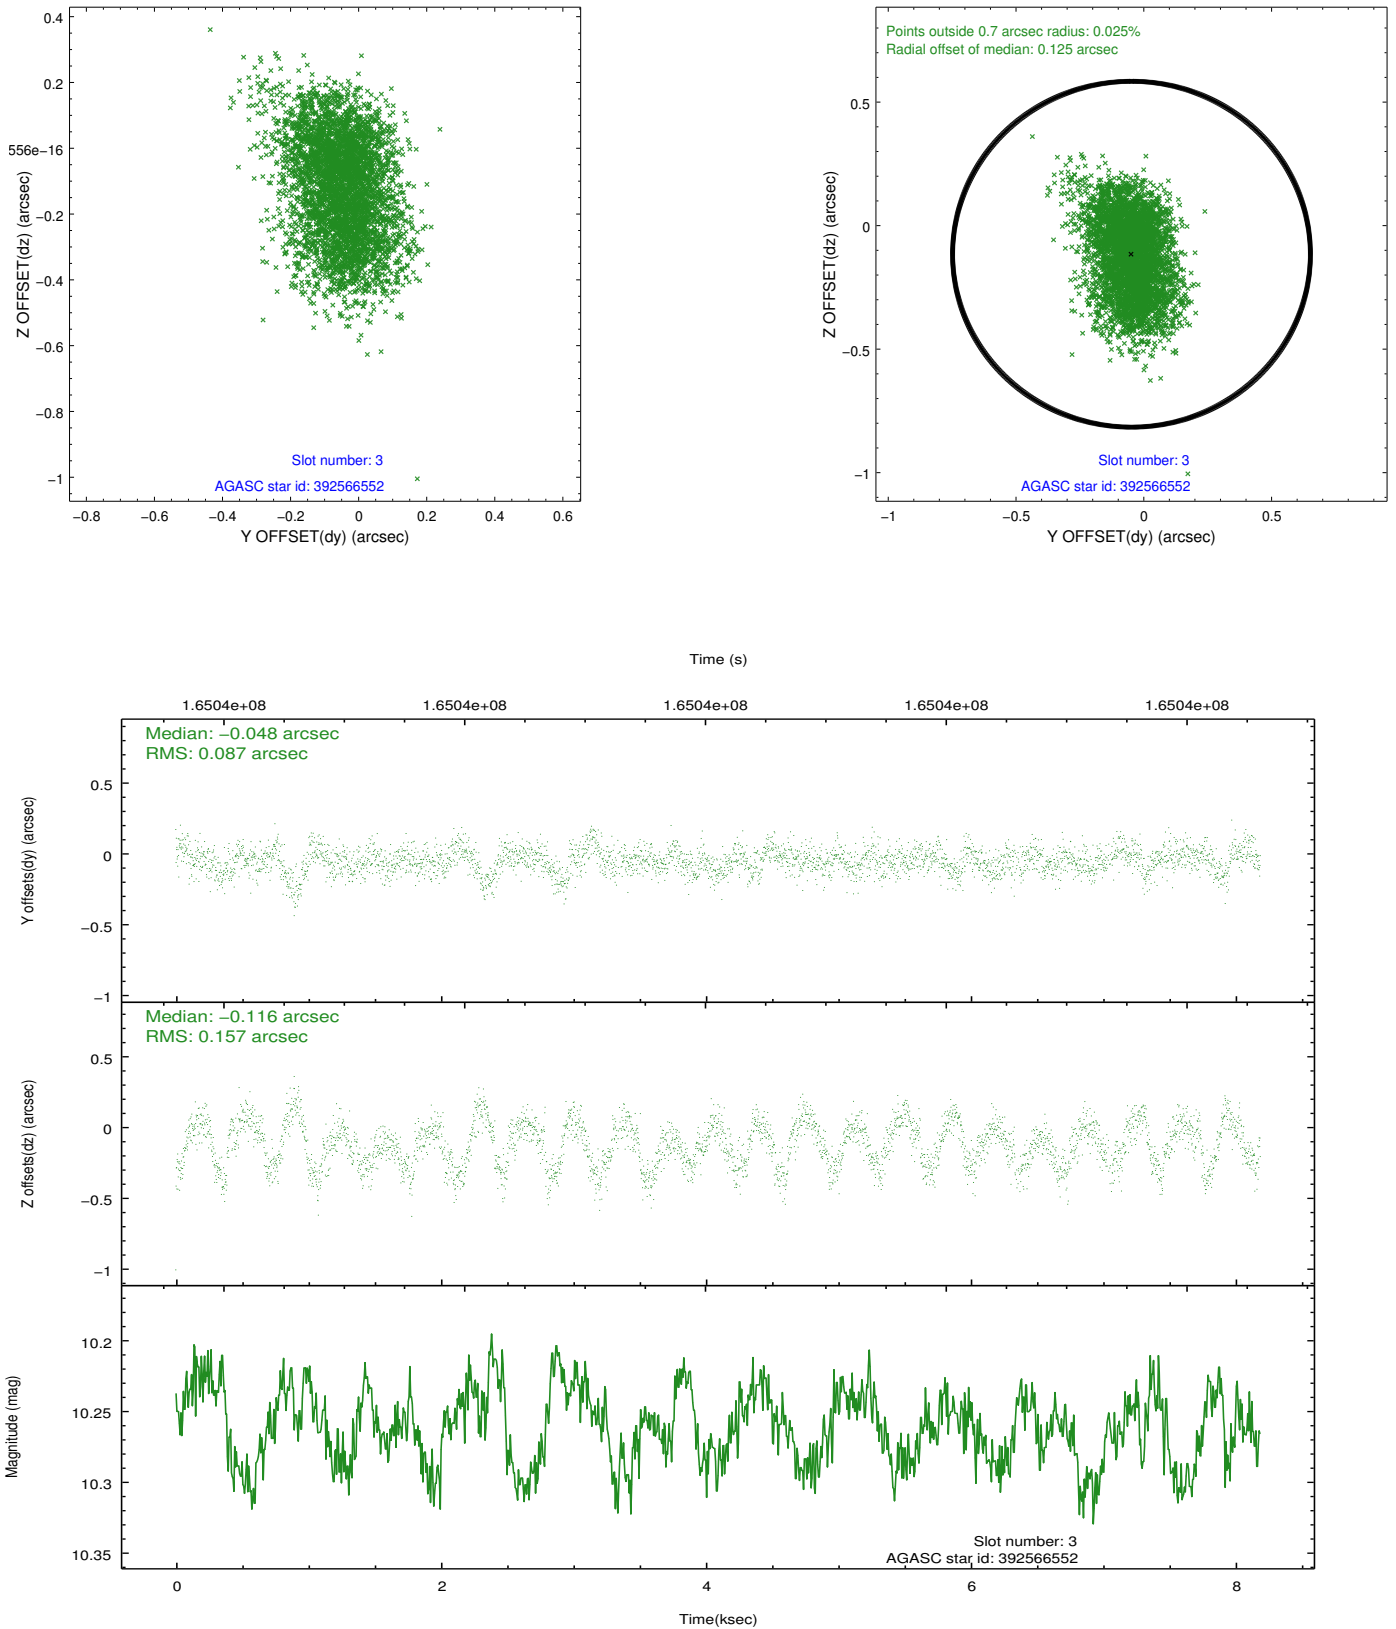 0.4
0.2
556e−16
−0.2
−0.4
−0.6
−0.8
−1
Z OFFSET(dz) (arcsec)
Slot number: 3
AGASC star id: 392566552
−0.8 −0.6 −0.4 −0.2 0 0.2 0.4 0.6
Y OFFSET(dy) (arcsec)
Points outside 0.7 arcsec radius: 0.025%
Radial offset of median: 0.125 arcsec
0.5
0
−0.5
−1
Z OFFSET(dz) (arcsec)
Slot number: 3
AGASC star id: 392566552
−1 −0.5 0 0.5
Y OFFSET(dy) (arcsec)
Time (s)
1.6504e+08 1.6504e+08 1.6504e+08 1.6504e+08 1.6504e+08
Median: −0.048 arcsec
RMS: 0.087 arcsec
0.5
0
−0.5
−1
Y offsets(dy) (arcsec)
Median: −0.116 arcsec
RMS: 0.157 arcsec
0.5
0
−0.5
−1
Z offsets(dz) (arcsec)
10.2
10.25
10.3
10.35
Magnitude (mag)
Slot number: 3
AGASC star id: 392566552
0 2 4 6 8
Time(ksec)